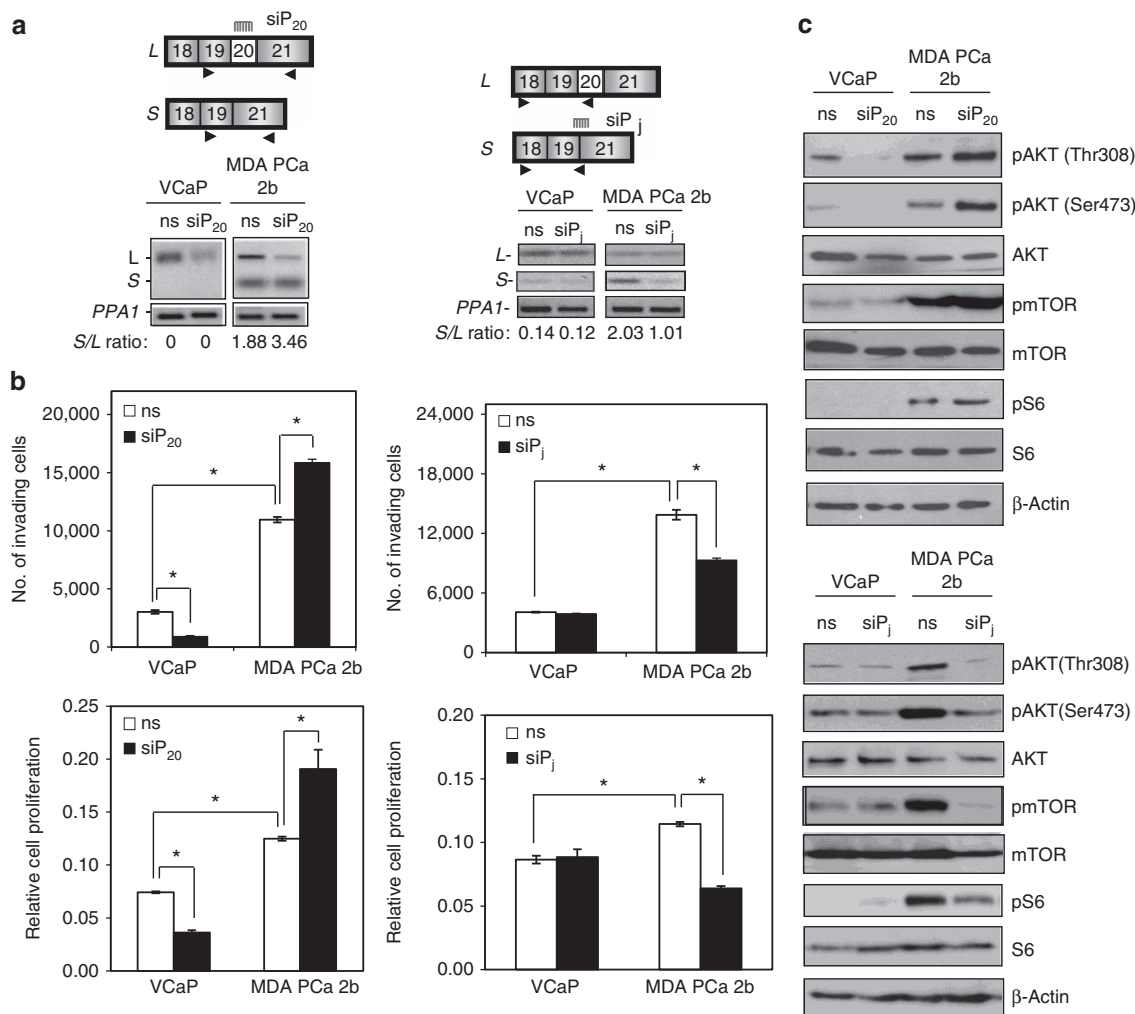 a
siP20
L 18 19 20 21
S 18 19 21
VCaP
MDA PCa
2b
ns siP20 ns siP20
L
S
PPA1
S/L ratio: 0 0 1.88 3.46
L 18 19 20 21
siPj
S 18 19 21
VCaP MDA PCa 2b
ns siPj ns siPj
L-
S-
PPA1-
S/L ratio: 0.14 0.12 2.03 1.01
b
No. of invading cells
20,000
15,000
10,000
5,000
0
ns
siP20
*
*
*
VCaP MDA PCa 2b
No. of invading cells
24,000
18,000
12,000
6,000
0
ns
siPj
*
*
VCaP MDA PCa 2b
Relative cell proliferation
0.25
0.20
0.15
0.10
0.05
0.00
ns
siP20
*
*
*
VCaP MDA PCa 2b
Relative cell proliferation
0.20
0.15
0.10
0.05
0.00
ns
siPj
*
*
VCaP MDA PCa 2b
c
VCaP
MDA PCa
2b
ns siP20 ns siP20
pAKT (Thr308)
pAKT (Ser473)
AKT
pmTOR
mTOR
pS6
S6
β-Actin
VCaP
MDA PCa
2b
ns siPj ns siPj
pAKT(Thr308)
pAKT(Ser473)
AKT
pmTOR
mTOR
pS6
S6
β-Actin